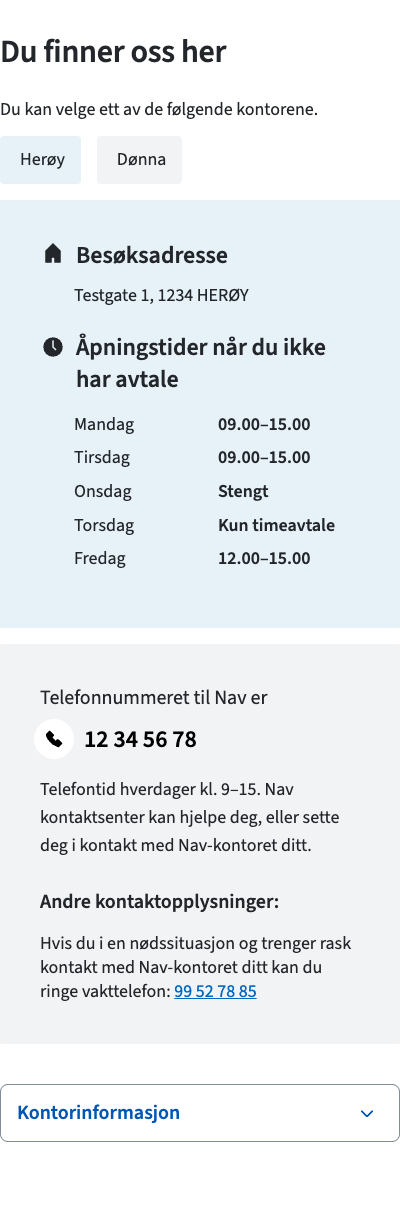 Du finner oss her
Du kan velge ett av de følgende kontorene.
Herøy
Dønna
Besøksadresse
Testgate 1, 1234 HERØY
Åpningstider når du ikke
har avtale
Mandag 09.00–15.00
Tirsdag 09.00–15.00
Onsdag Stengt
Torsdag Kun timeavtale
Fredag 12.00–15.00
Telefonnummeret til Nav er
12 34 56 78
Telefontid hverdager kl. 9–15. Nav
kontaktsenter kan hjelpe deg, eller sette
deg i kontakt med Nav-kontoret ditt.
Andre kontaktopplysninger:
Hvis du i en nødssituasjon og trenger rask
kontakt med Nav-kontoret ditt kan du
ringe vakttelefon: 99 52 78 85
Kontorinformasjon